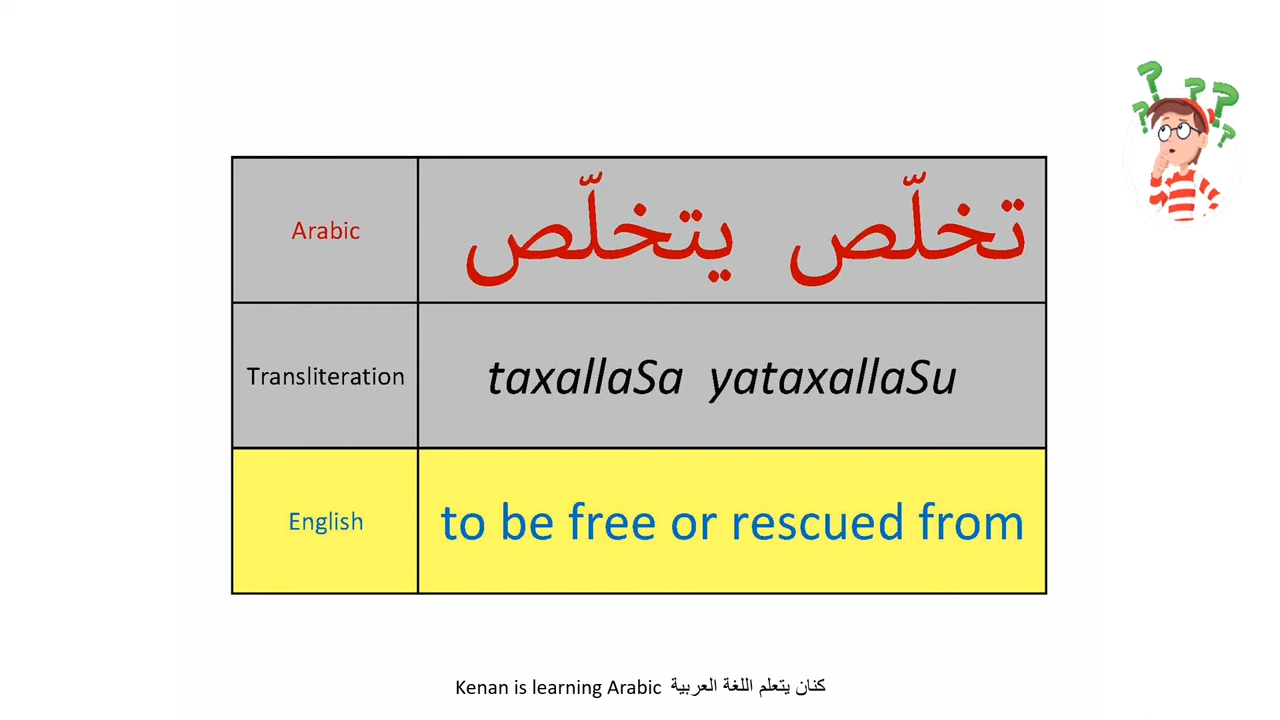 Arabic تخلّص يتخلّص
Transliteration taxallaSa yataxallaSu
English to be free or rescued from
Kenan is learning Arabic كنان يتعلم اللغة العربية